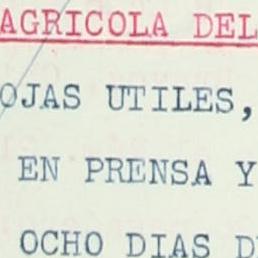 AGRICOLA DEL
OJAS UTILES,
EN PRENSA Y
OCHO DIAS D